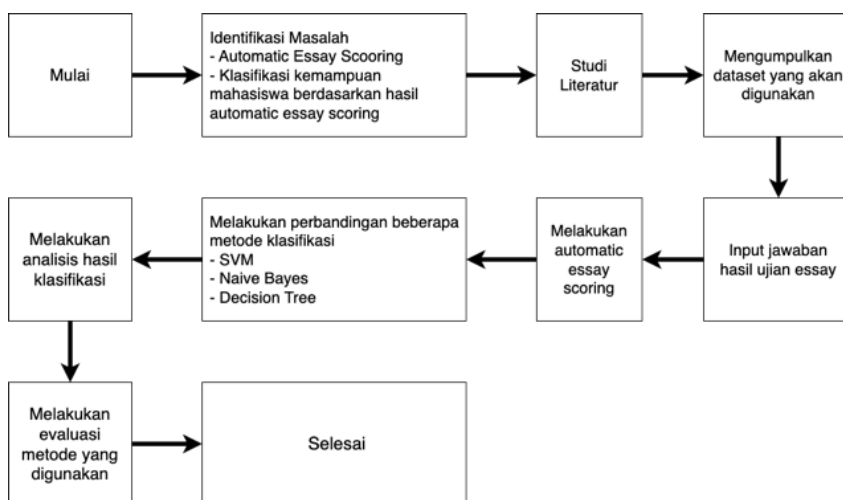 Mulai
Identifikasi Masalah
- Automatic Essay Scooring
- Klasifikasi kemampuan
mahasiswa berdasarkan hasil
automatic essay scoring
Studi
Literatur
Mengumpulkan
dataset yang akan
digunakan
Input jawaban
hasil ujian essay
Melakukan
automatic
essay
scoring
Melakukan perbandingan beberapa
metode klasifikasi
- SVM
- Naive Bayes
- Decision Tree
Melakukan
analisis hasil
klasifikasi
Melakukan
evaluasi
metode yang
digunakan
Selesai